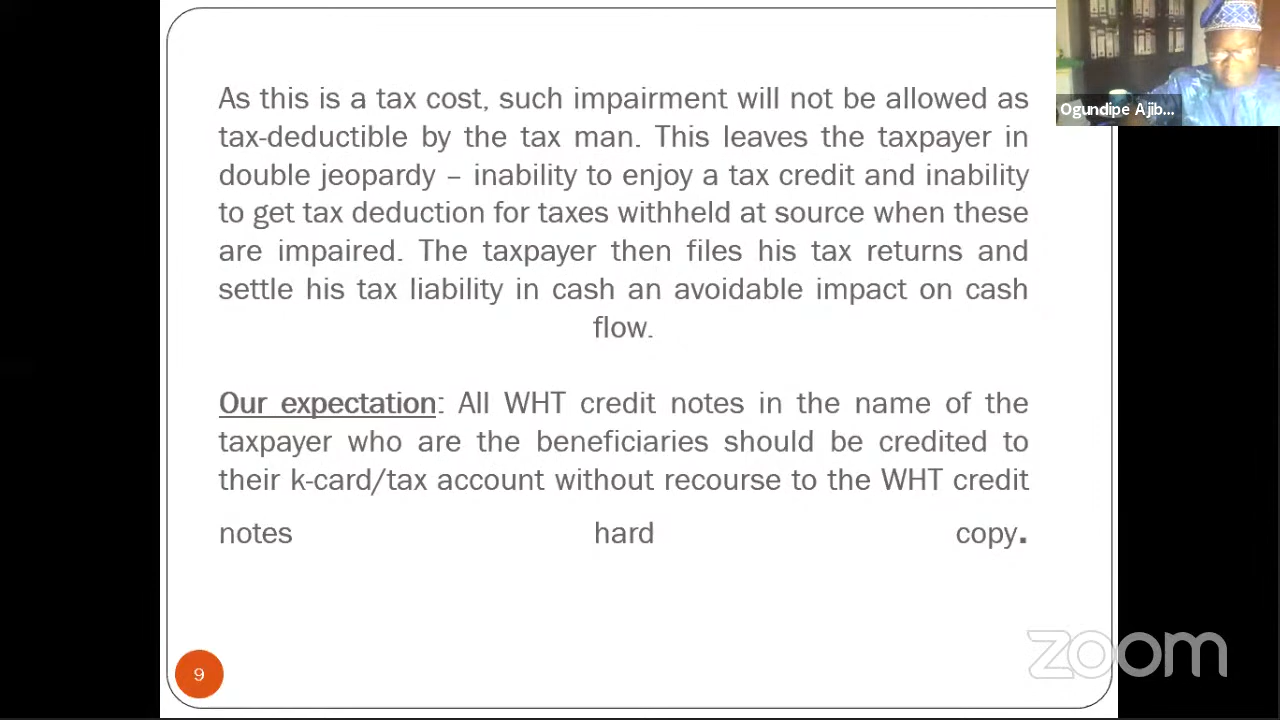 As this is a tax cost, such impairment will not be allowed as
tax-deductible by the tax man. This leaves the taxpayer in
double jeopardy – inability to enjoy a tax credit and inability
to get tax deduction for taxes withheld at source when these
are impaired. The taxpayer then files his tax returns and
settle his tax liability in cash an avoidable impact on cash
flow.
Our expectation: All WHT credit notes in the name of the
taxpayer who are the beneficiaries should be credited to
their k-card/tax account without recourse to the WHT credit
notes hard copy.
9
Ogundipe Ajib...
zoom